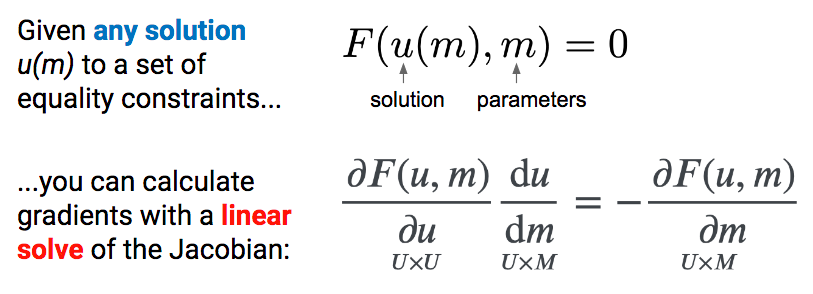 Given any solution
u(m) to a set of
equality constraints...
F(u(m), m) = 0
solution parameters
...you can calculate
gradients with a linear
solve of the Jacobian:
∂F(u, m) du = − ∂F(u, m)
∂u dm ∂m
U×U U×M U×M